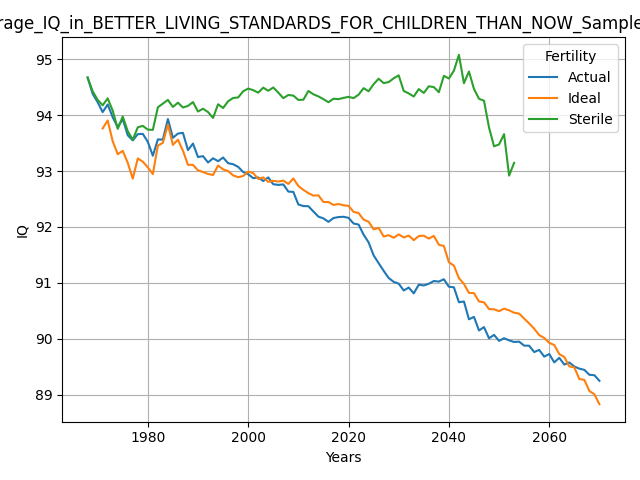 rage_IQ_in_BETTER_LIVING_STANDARDS_FOR_CHILDREN_THAN_NOW_Sample
Fertility
Actual
Ideal
Sterile
95
94
93
92
91
90
89
IQ
1980
2000
2020
2040
2060
Years